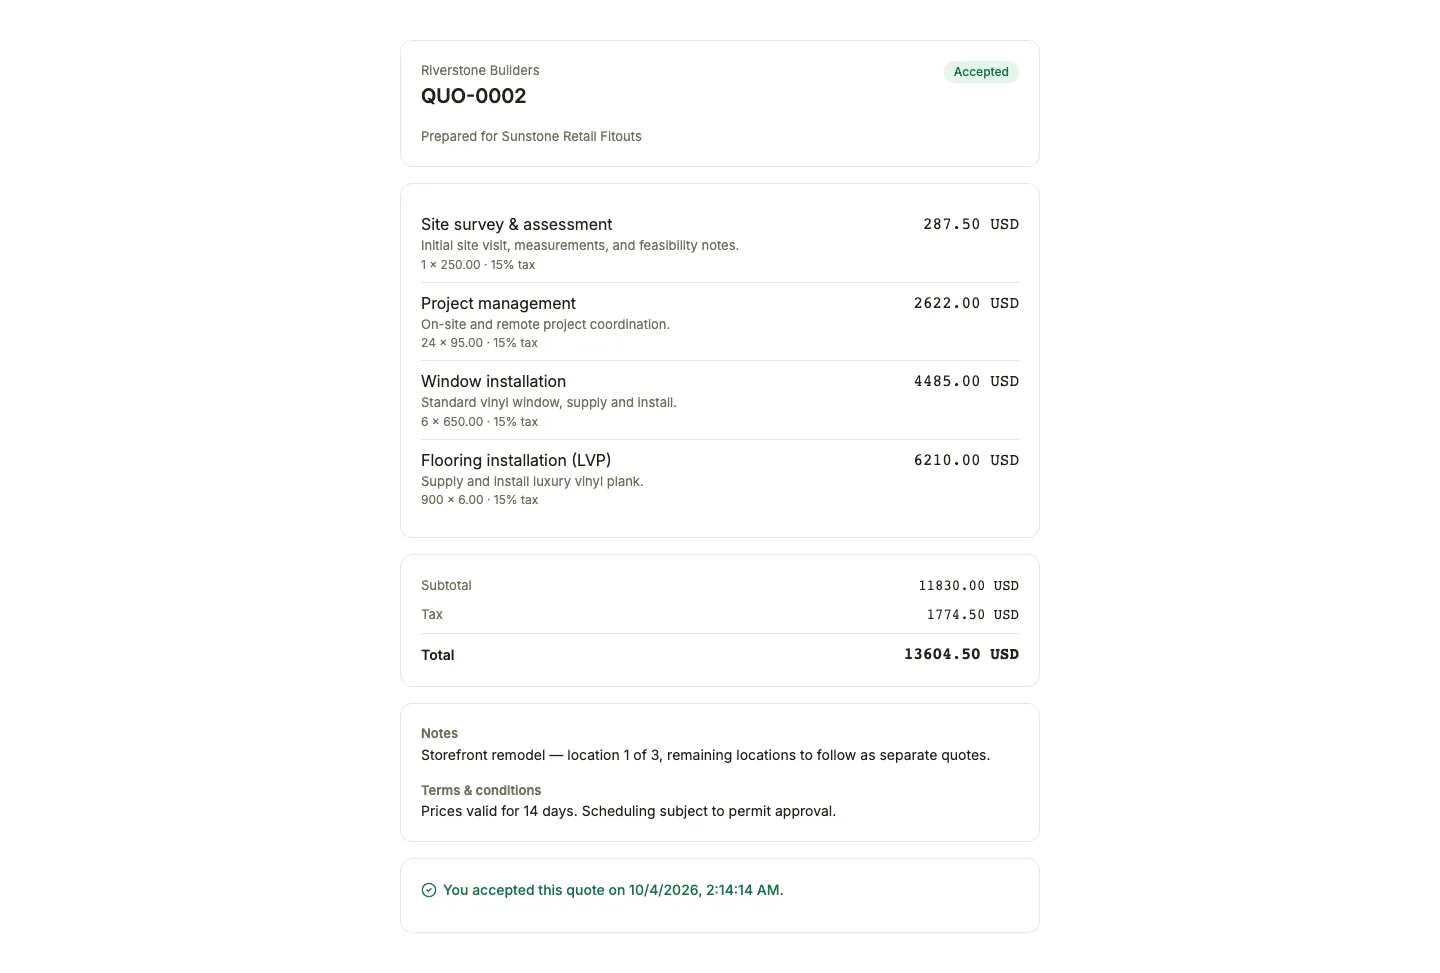 Riverstone Builders
Accepted
QUO-0002
Prepared for Sunstone Retail Fitouts
Site survey & assessment 287.50 USD
Initial site visit, measurements, and feasibility notes.
1 × 250.00 · 15% tax
Project management 2622.00 USD
On-site and remote project coordination.
24 × 95.00 · 15% tax
Window installation 4485.00 USD
Standard vinyl window, supply and install.
6 × 650.00 · 15% tax
Flooring installation (LVP) 6210.00 USD
Supply and install luxury vinyl plank.
900 × 6.00 · 15% tax
Subtotal 11830.00 USD
Tax 1774.50 USD
Total 13604.50 USD
Notes
Storefront remodel — location 1 of 3, remaining locations to follow as separate quotes.
Terms & conditions
Prices valid for 14 days. Scheduling subject to permit approval.
You accepted this quote on 10/4/2026, 2:14:14 AM.